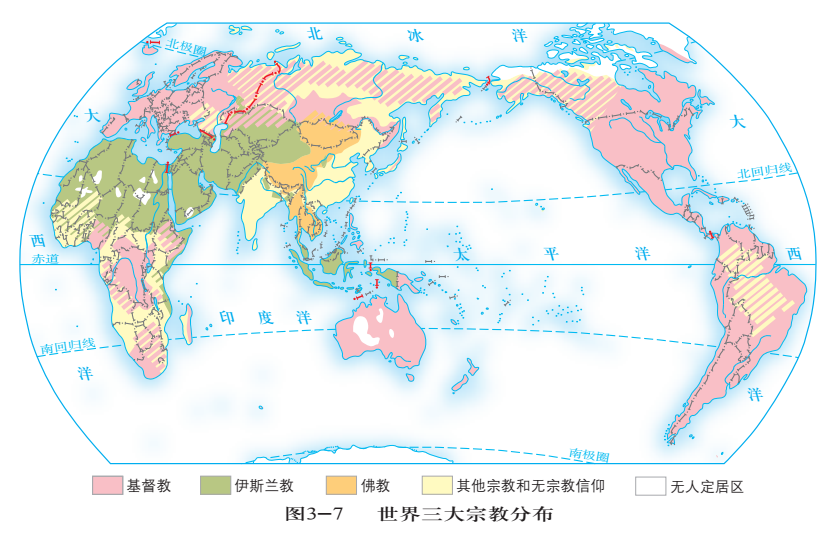 北冰洋
北极圈
大
大
北回归线
西
赤道
太平洋
西
印度洋
南回归线
洋
洋
南极圈
基督教
伊斯兰教
佛教
其他宗教和无宗教信仰
无人定居区
图3—7 世界三大宗教分布